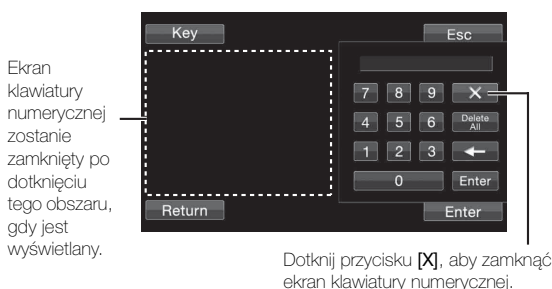 Key
Esc
Ekran
klawiatury
numerycznej
zostanie
zamknięty po
dotknięciu
tego obszaru,
gdy jest
wyświetlany.
7 8 9 X
4 5 6 Delete All
1 2 3 ←
0 Enter
Return
Enter
Dotknij przycisku [X], aby zamknąć
ekran klawiatury numerycznej.